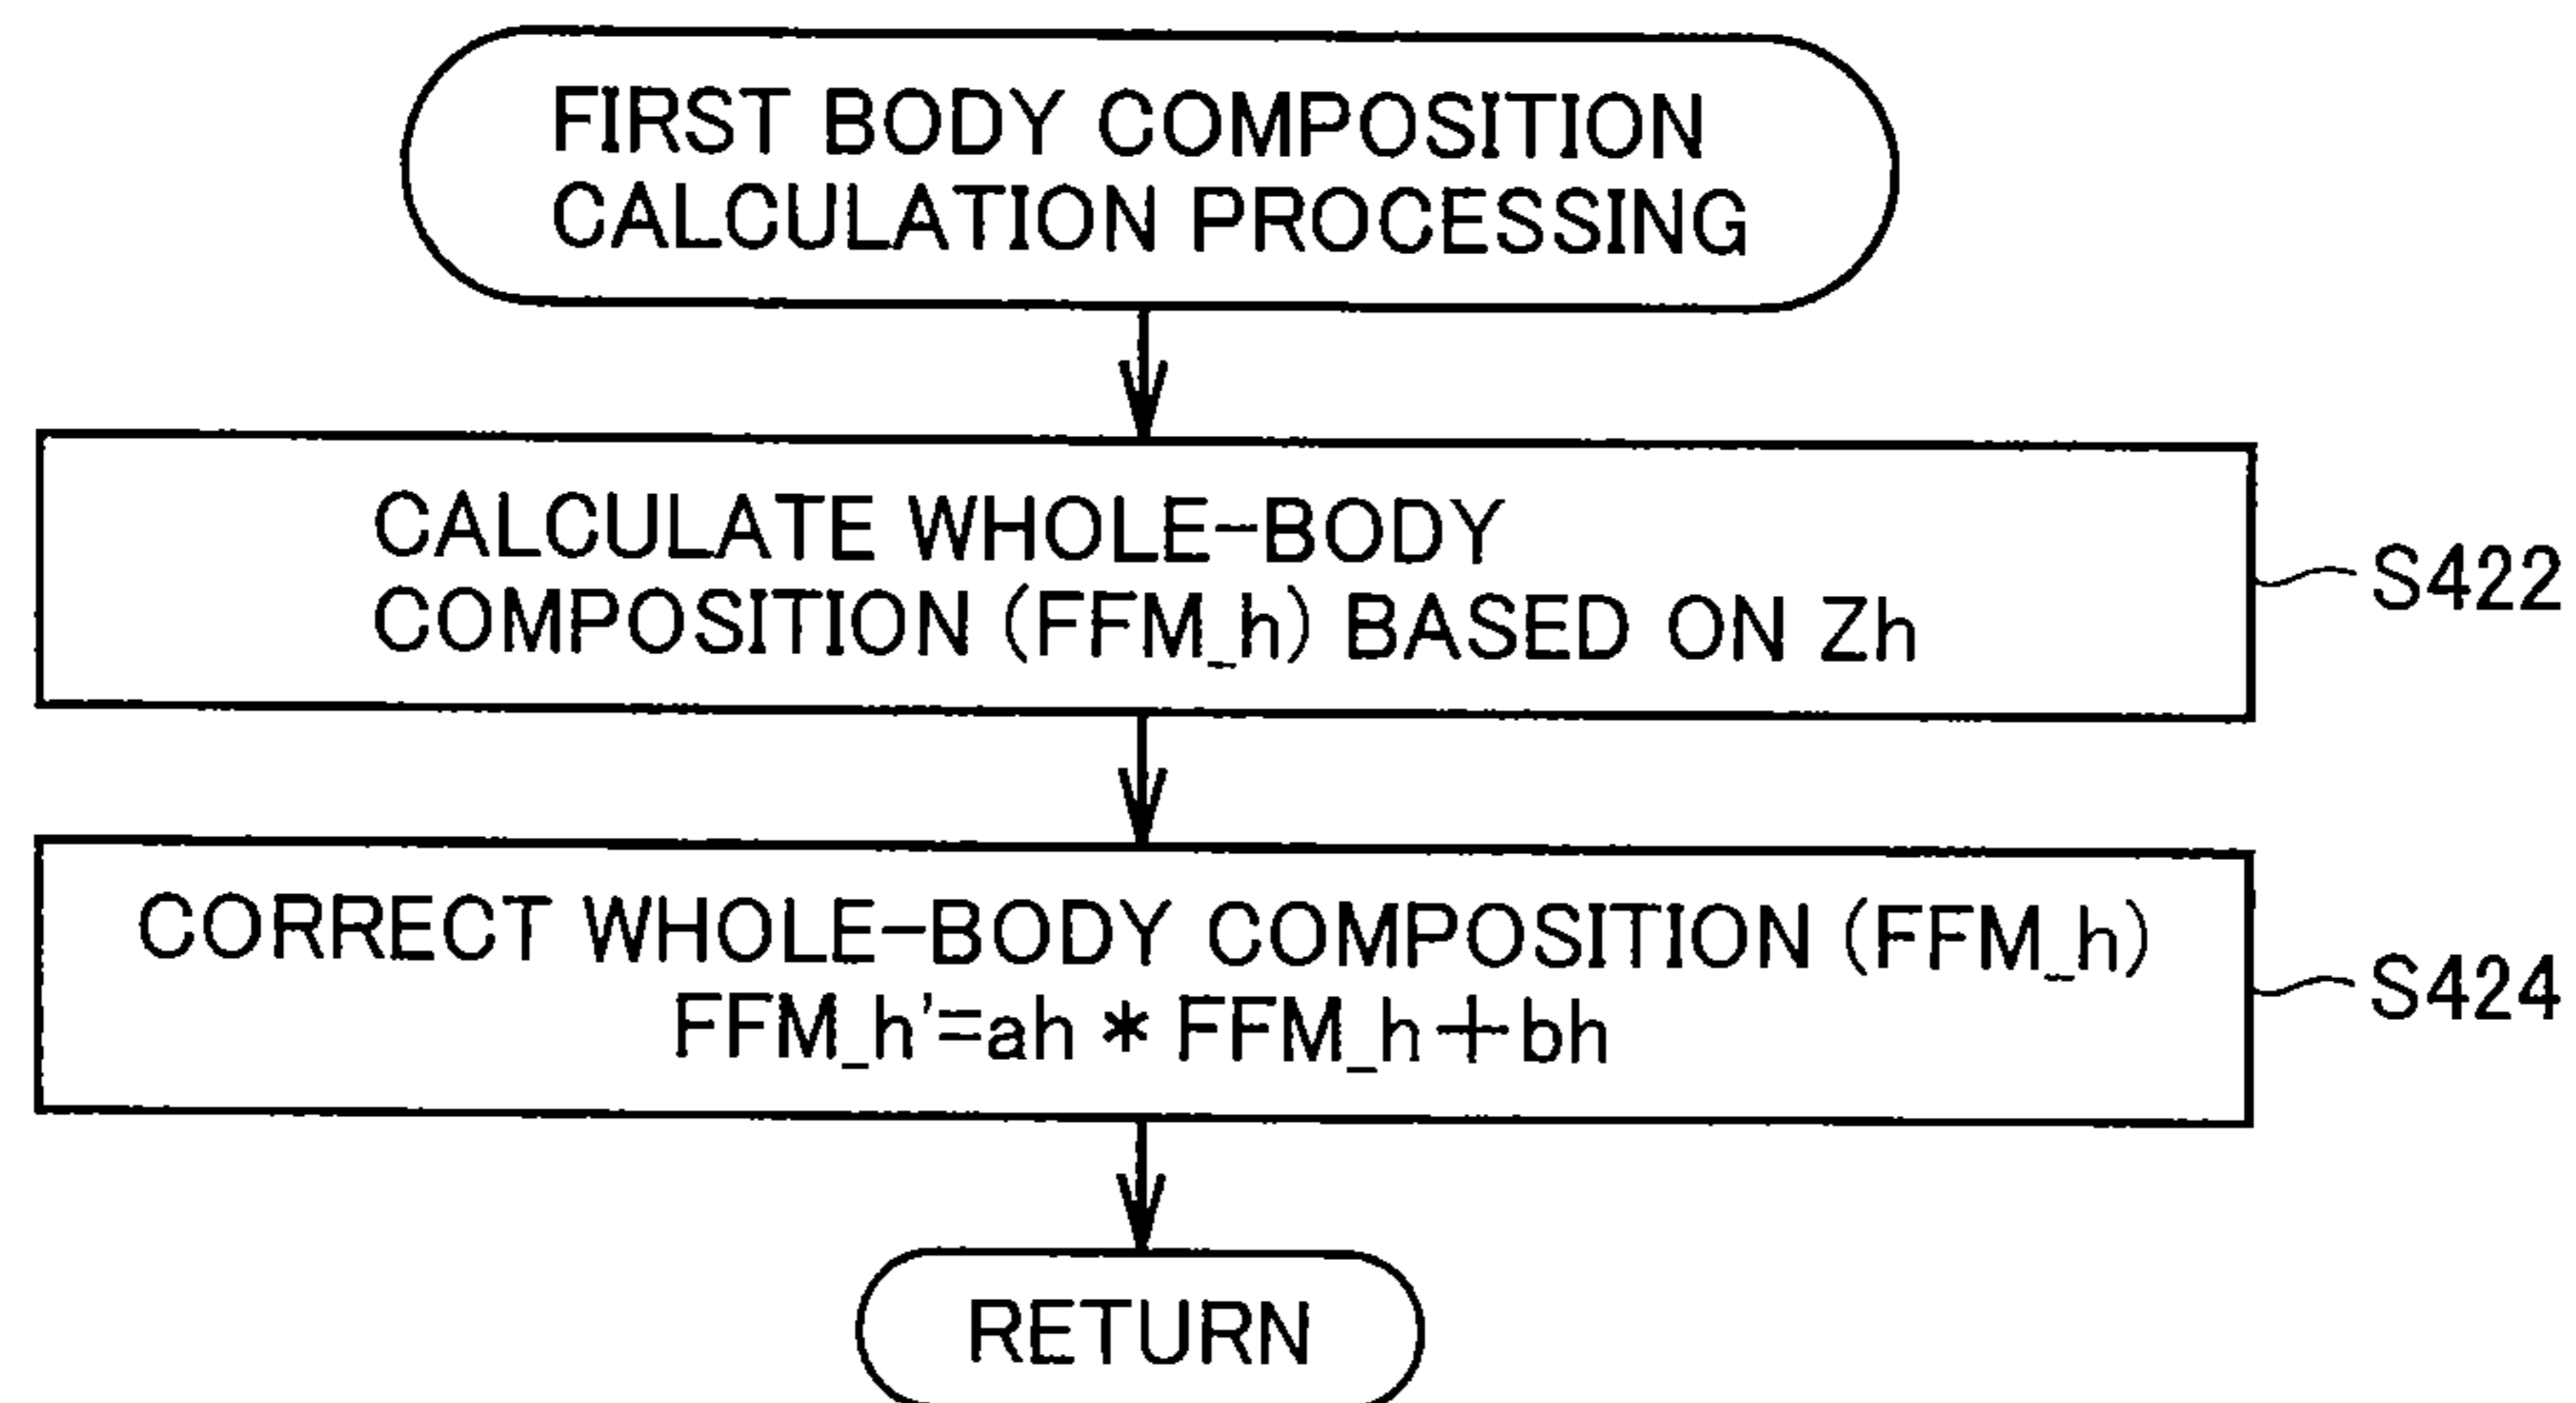 FIRST BODY COMPOSITION
CALCULATION PROCESSING
CALCULATE WHOLE-BODY
COMPOSITION (FFM_h) BASED ON Zh
S422
CORRECT WHOLE-BODY COMPOSITION (FFM_h)
FFM_h'=ah * FFM_h+bh
S424
RETURN